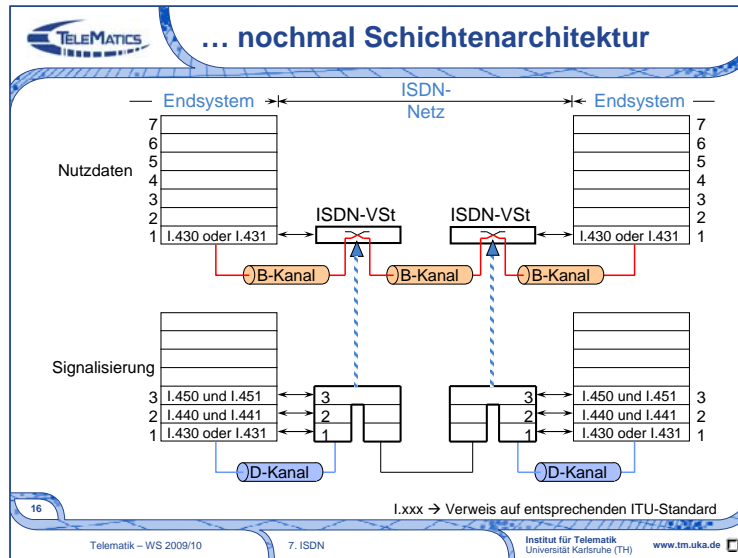 TELEMATICS
… nochmal Schichtenarchitektur
Endsystem
ISDN-
Netz
Endsystem
Nutzdaten
7
6
5
4
3
2
1
I.430 oder I.431
ISDN-VSt
ISDN-VSt
7
6
5
4
3
2
1
I.430 oder I.431
B-Kanal
B-Kanal
B-Kanal
Signalisierung
3
I.450 und I.451
3
3
I.450 und I.451
3
2
I.440 und I.441
2
2
I.440 und I.441
2
1
I.430 oder I.431
1
1
I.430 oder I.431
1
D-Kanal
D-Kanal
I.xxx → Verweis auf entsprechenden ITU-Standard
16
Telematik – WS 2009/10
7. ISDN
Institut für Telematik
Universität Karlsruhe (TH)
www.tm.uka.de